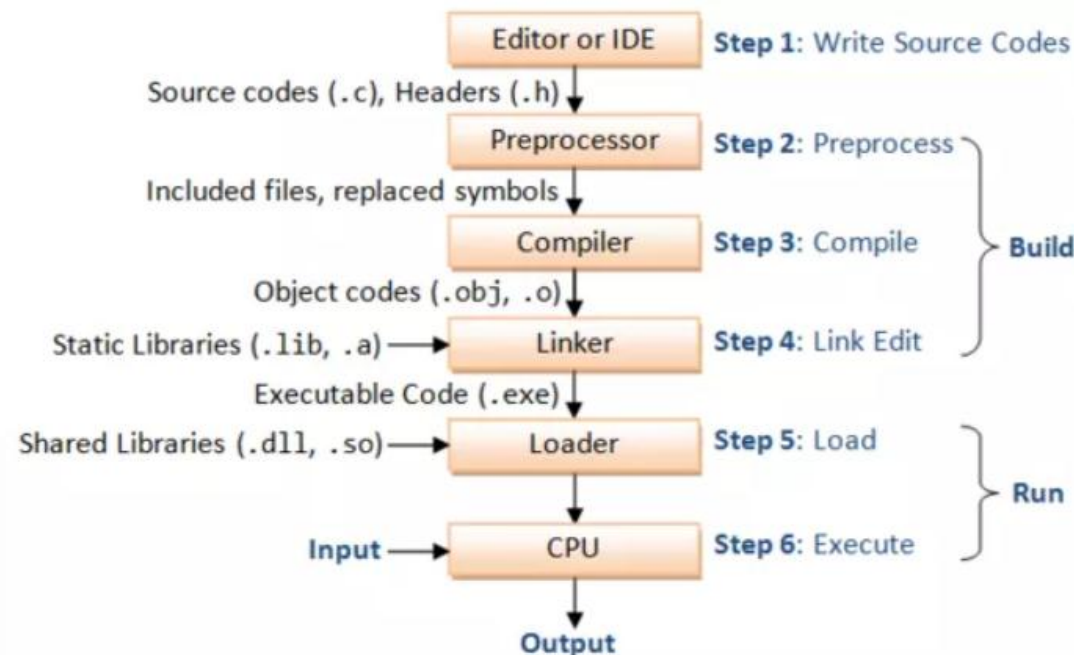 Editor or IDE Step 1: Write Source Codes
Source codes (.c), Headers (.h)
Preprocessor Step 2: Preprocess
Included files, replaced symbols
Compiler Step 3: Compile
Build
Object codes (.obj, .o)
Static Libraries (.lib, .a) Linker Step 4: Link Edit
Executable Code (.exe)
Shared Libraries (.dll, .so) Loader Step 5: Load
Run
Input CPU Step 6: Execute
Output